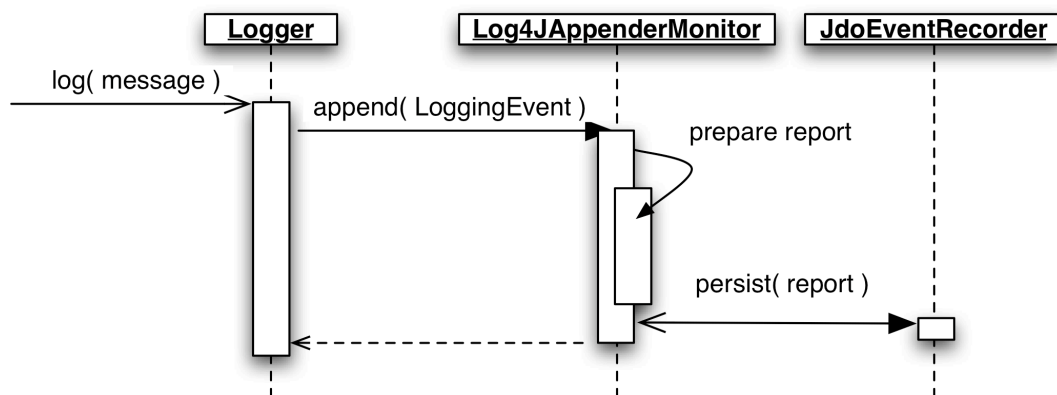 Logger
Log4JAppenderMonitor
JdoEventRecorder
log( message )
append( LoggingEvent )
prepare report
persist( report )